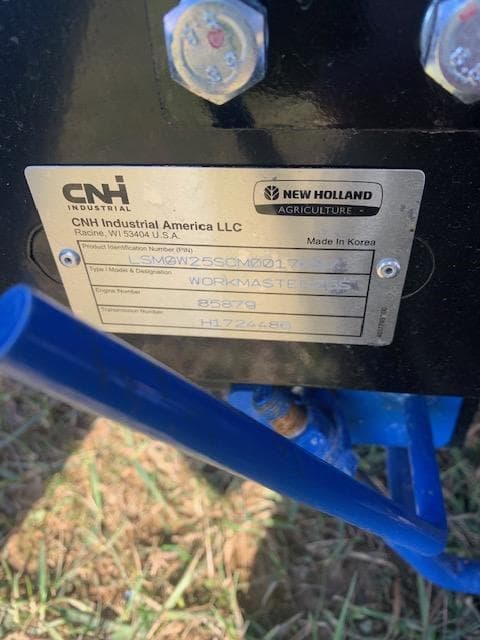 CNH
INDUSTRIAL
NEW HOLLAND
AGRICULTURE
CNH Industrial America LLC
Racine, WI 53404 U.S.A.
Made In Korea
Product Identification Number (PIN)
Type / Model & Designation
Engine Number
85879
Transmission Number
H1724486